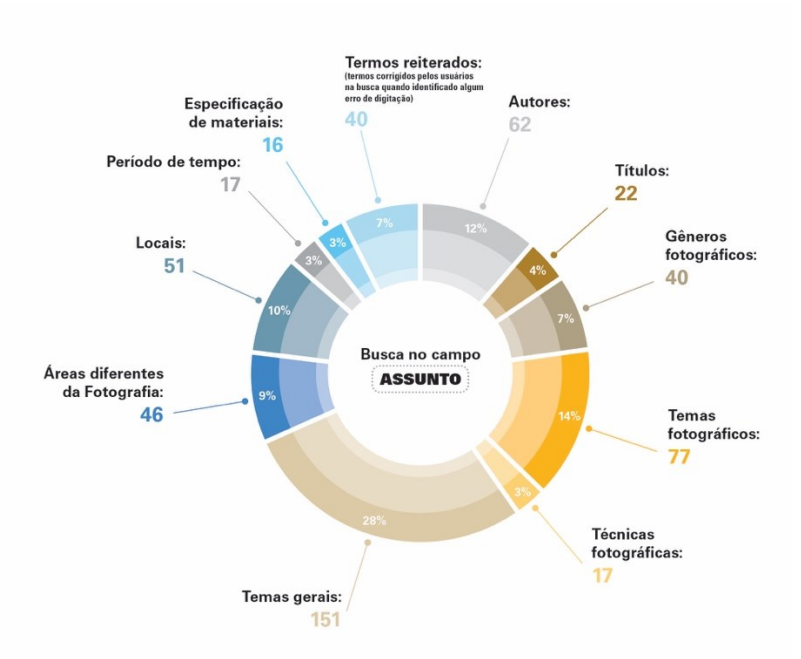 Termos reiterados:
(termos corrigidos pelos usuários
na busca quando identificado algum
erro de digitação)
40
Autores:
62
Títulos:
22
Gêneros
fotográficos:
40
Temas
fotográficos:
77
Técnicas
fotográficas:
17
Temas gerais:
151
Áreas diferentes
da Fotografia:
46
Locais:
51
Período de tempo:
17
Especificação
de materiais:
16
7%
12%
4%
7%
14%
3%
28%
9%
10%
3%
3%
Busca no campo
ASSUNTO